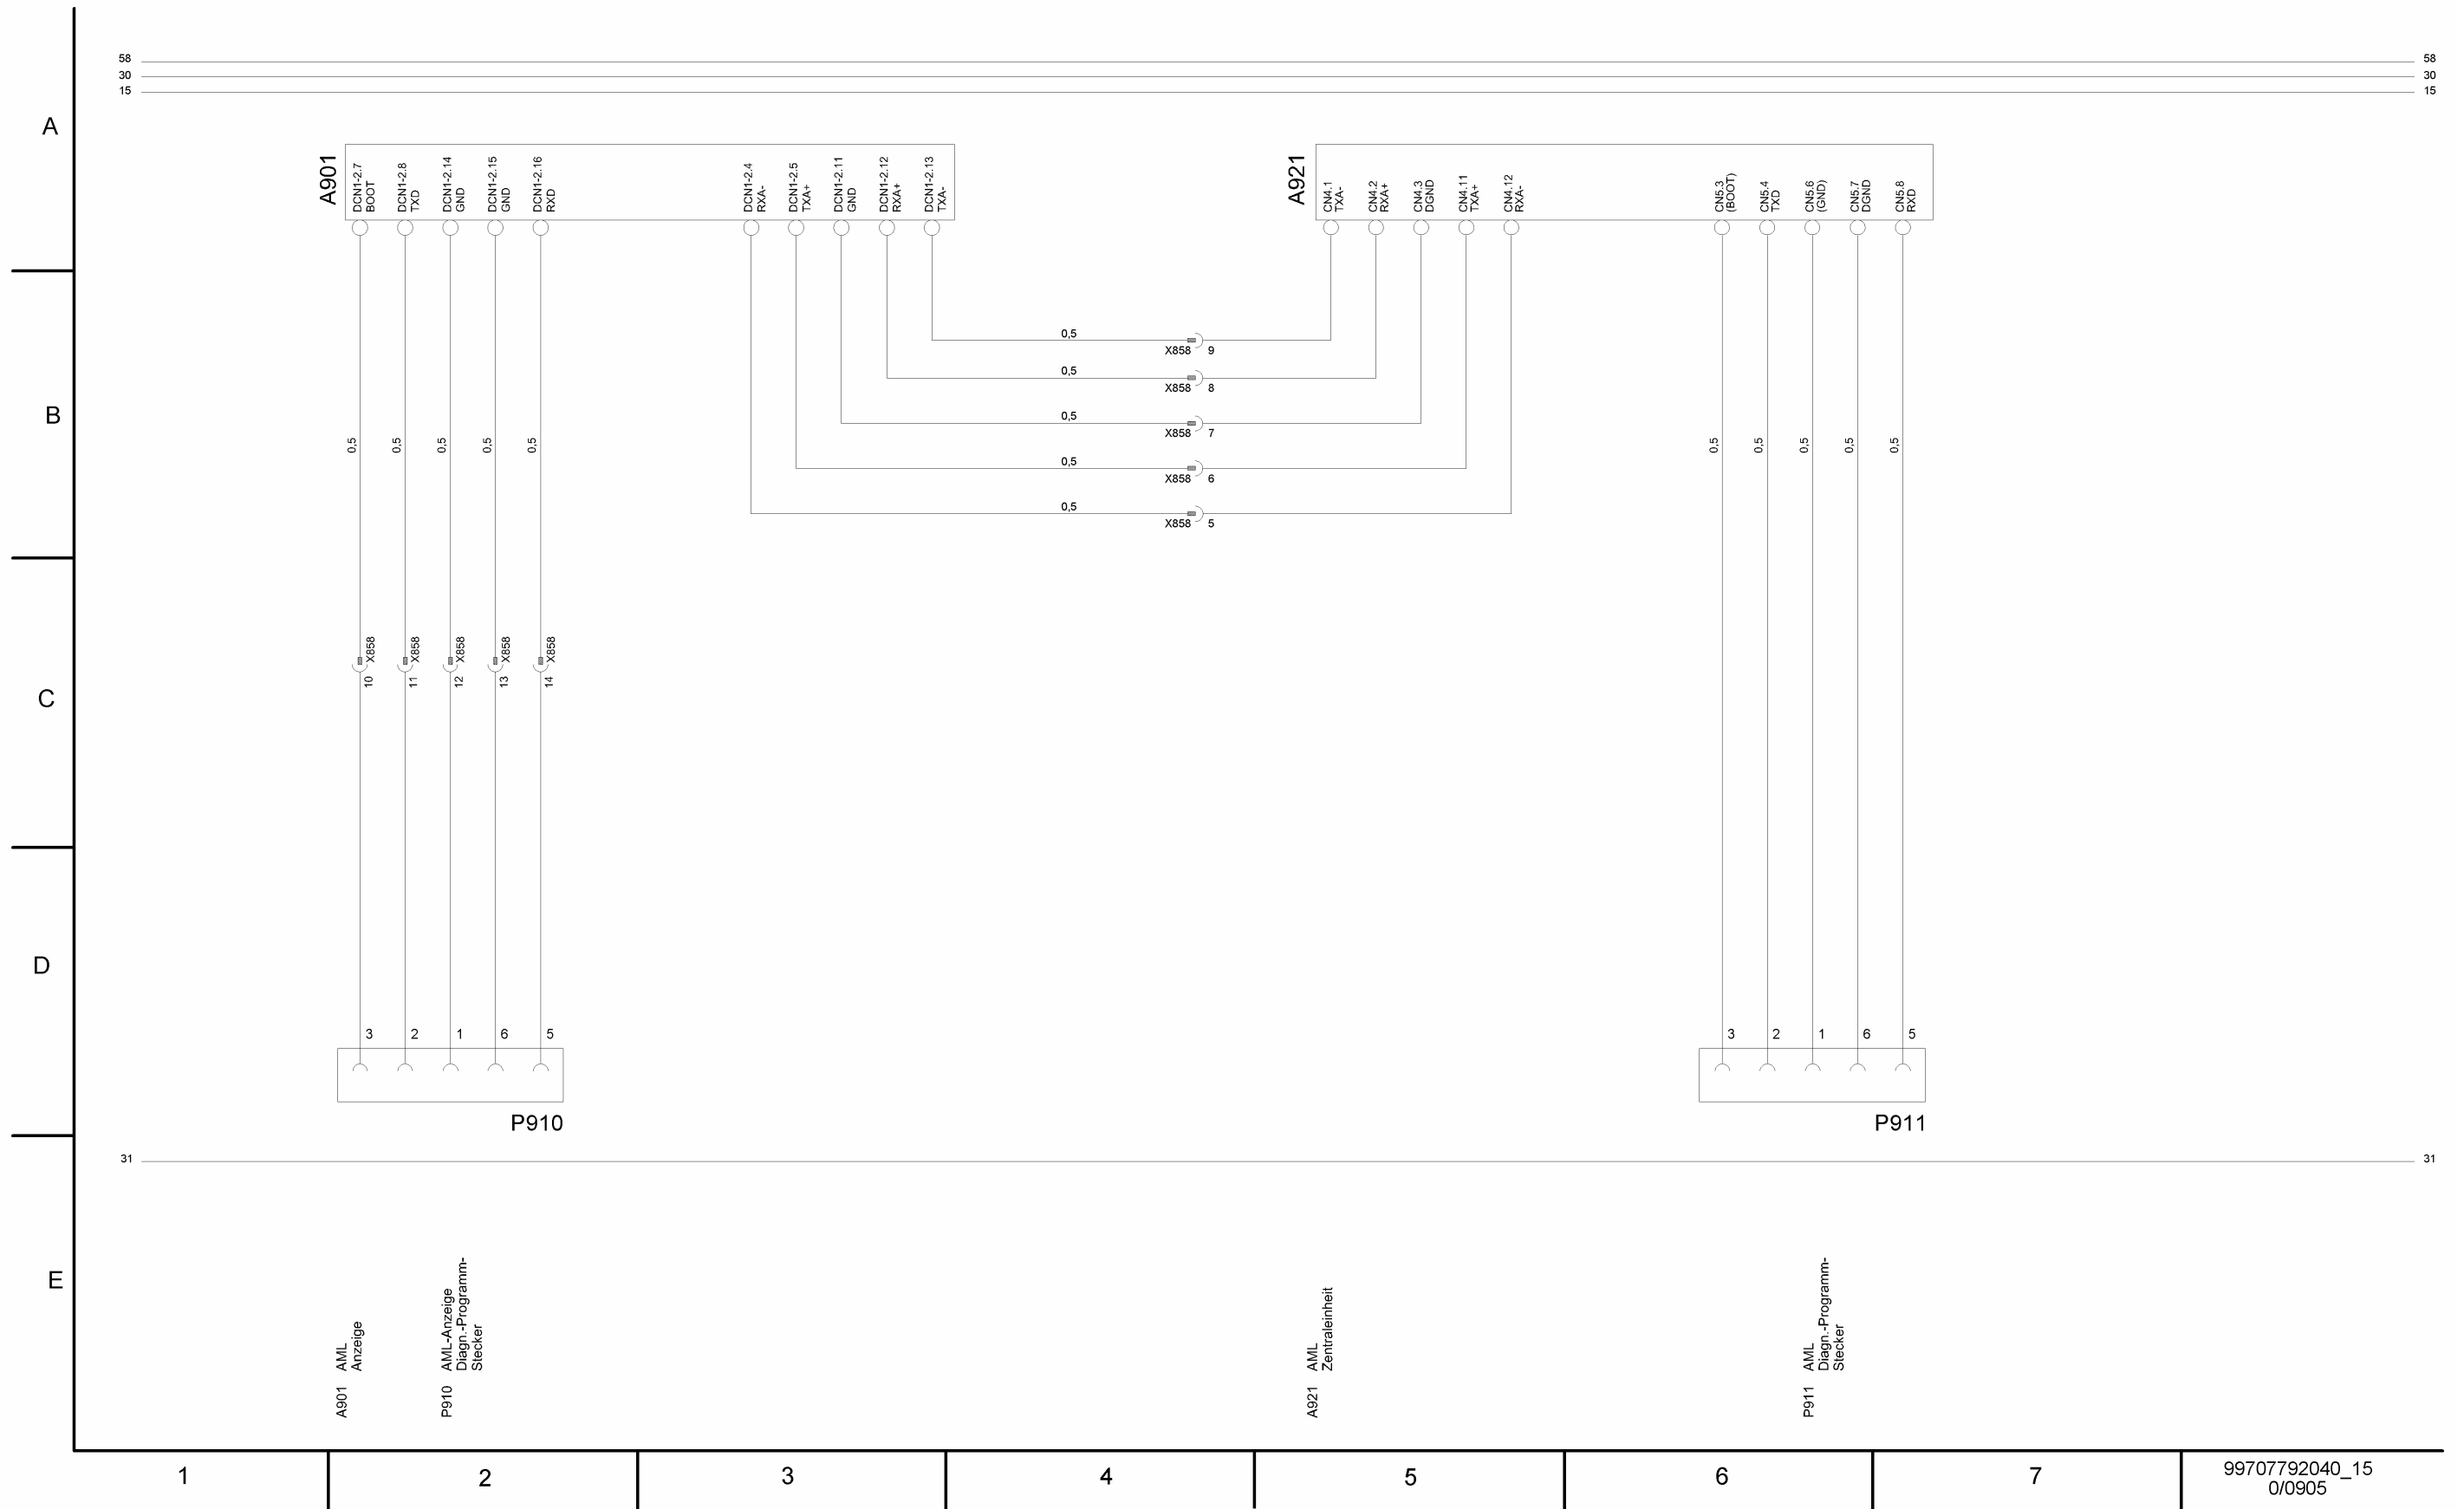 58 58
30 30
15 15
A
A901
DCN1-2.7
BOOT
DCN1-2.8
TXD
DCN1-2.14
GND
DCN1-2.15
GND
DCN1-2.16
RXD
DCN1-2.4
RXA-
DCN1-2.5
TXA+
DCN1-2.11
GND
DCN1-2.12
RXA+
DCN1-2.13
TXA-
A921
CN4.1
TXA-
CN4.2
RXA+
CN4.3
DGND
CN4.11
TXA+
CN4.12
RXA-
CN5.3
(BOOT)
CN5.4
TXD
CN5.6
(GND)
CN5.7
DGND
CN5.8
RXD
0,5
X858 9
0,5
X858 8
B
0,5
X858 7
0,5
X858 6
0,5
X858 5
0,5 0,5 0,5 0,5 0,5
0,5 0,5 0,5 0,5 0,5
X858 X858 X858 X858 X858
10 11 12 13 14
C
D
3 2 1 6 5
P910
3 2 1 6 5
P911
31 31
E
A901 AML
Anzeige
P910 AML-Anzeige
Diagn.-Programm-
Stecker
A921 AML
Zentraleinheit
P911 AML
Diagn.-Programm-
Stecker
1 2 3 4 5 6 7
99707792040_15
0/0905